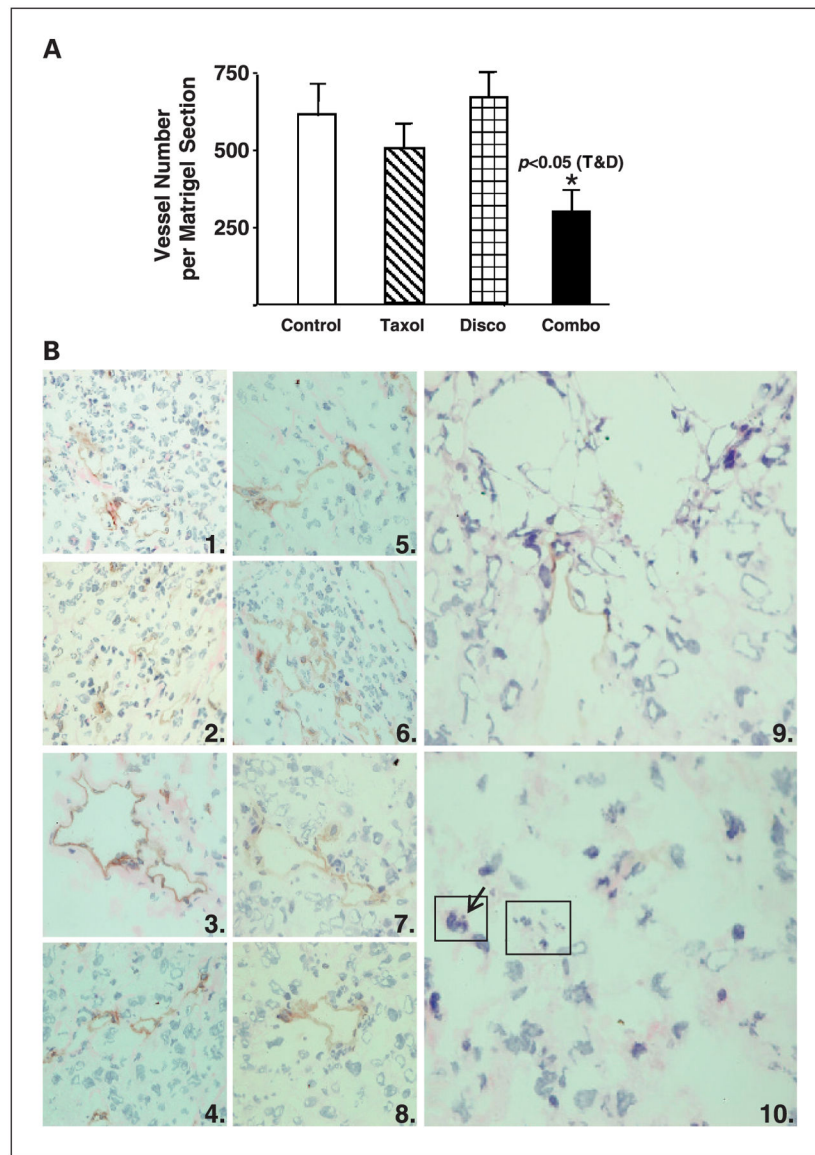 A
Vessel Number
per Matrigel Section
750
500
250
p<0.05 (T&D)
*
Control Taxol Disco Combo
B
1.
5.
2.
6.
9.
3.
7.
4.
8.
10.